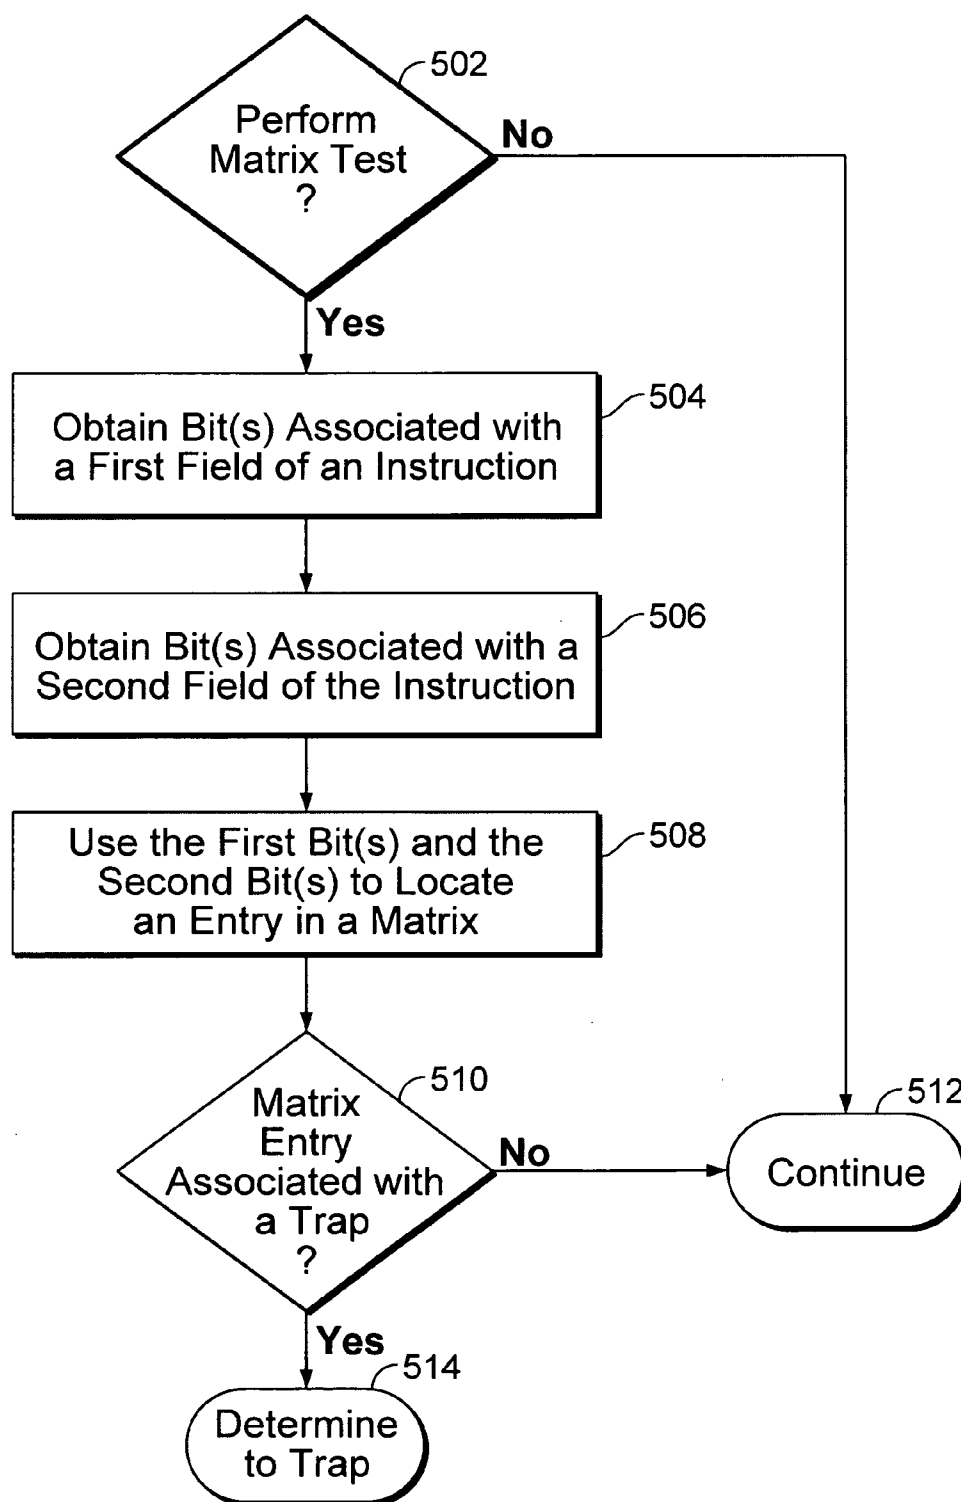 502
Perform
Matrix Test
?
No
Yes
504
Obtain Bit(s) Associated with
a First Field of an Instruction
506
Obtain Bit(s) Associated with a
Second Field of the Instruction
508
Use the First Bit(s) and the
Second Bit(s) to Locate
an Entry in a Matrix
510
Matrix
Entry
Associated with
a Trap
?
No
512
Continue
Yes
514
Determine
to Trap